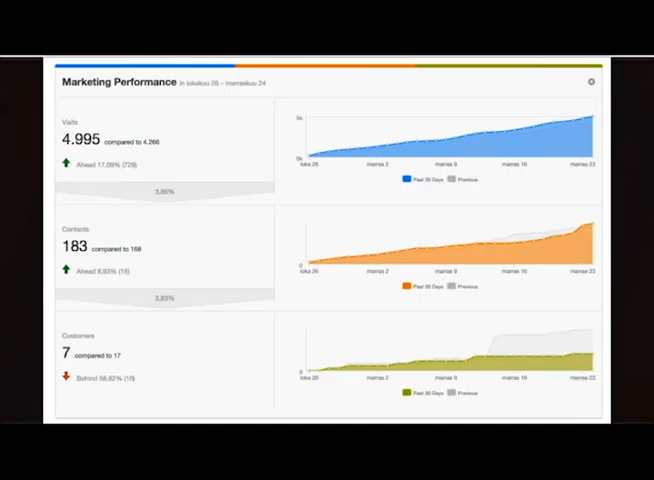 Marketing Performance in lokakuu 26 – marraskuu 24
Visits
4.995 compared to 4.266
Ahead 17,09% (729)
3,66%
5k
0k
loka 26 marras 2 marras 9 marras 16 marras 23
Past 30 Days Previous
Contacts
183 compared to 168
Ahead 8,93% (15)
3,83%
0
loka 26 marras 2 marras 9 marras 16 marras 23
Past 30 Days Previous
Customers
7 compared to 17
Behind 58,82% (10)
0
loka 26 marras 2 marras 9 marras 16 marras 23
Past 30 Days Previous